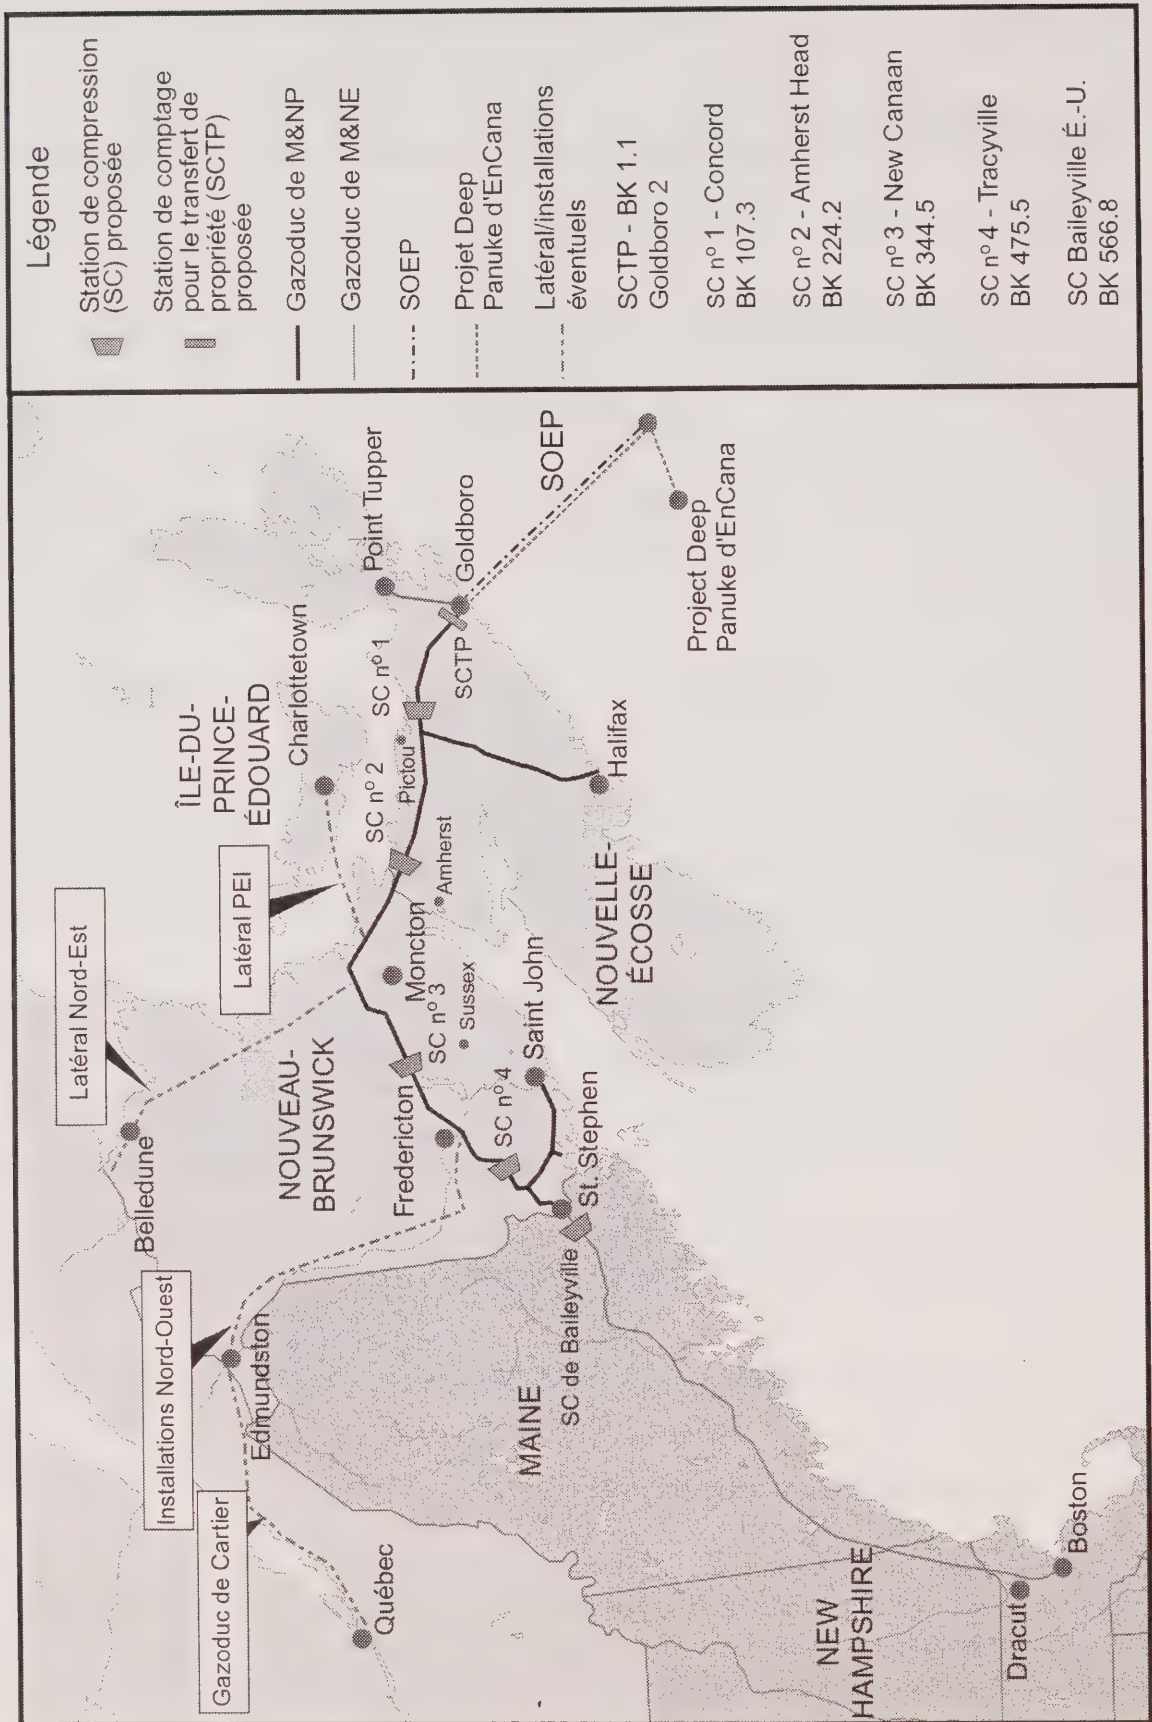 Légende
Station de compression
(SC) proposée
Station de comptage
pour le transfert de
propriété (SCTP)
proposée
Gazoduc de M&NP
Gazoduc de M&NE
SOEP
Projet Deep
Panuke d'EnCana
Latéral/installations
éventuels
SCTP - BK 1.1
Goldboro 2
SC nº 1 - Concord
BK 107.3
SC nº 2 - Amherst Head
BK 224.2
SC nº 3 - New Canaan
BK 344.5
SC nº 4 - Tracyville
BK 475.5
SC Baileyville É.-U.
BK 566.8
Gazoduc de Cartier
Installations Nord-Ouest
Latéral Nord-Est
Latéral PEI
Québec
Edmundston
Belledune
NOUVEAU-
BRUNSWICK
ÎLE-DU-
PRINCE-
ÉDOUARD
Charlottetown
Point Tupper
Goldboro
SCTP
SC nº 1
Pictou
SC nº 2
Amherst
Moncton
SC nº 3
Sussex
Fredericton
SC nº 4
Saint John
St. Stephen
SC de Baileyville
MAINE
NOUVELLE-
ÉCOSSE
Halifax
SOEP
Project Deep
Panuke d'EnCana
NEW
HAMPSHIRE
Dracut
Boston